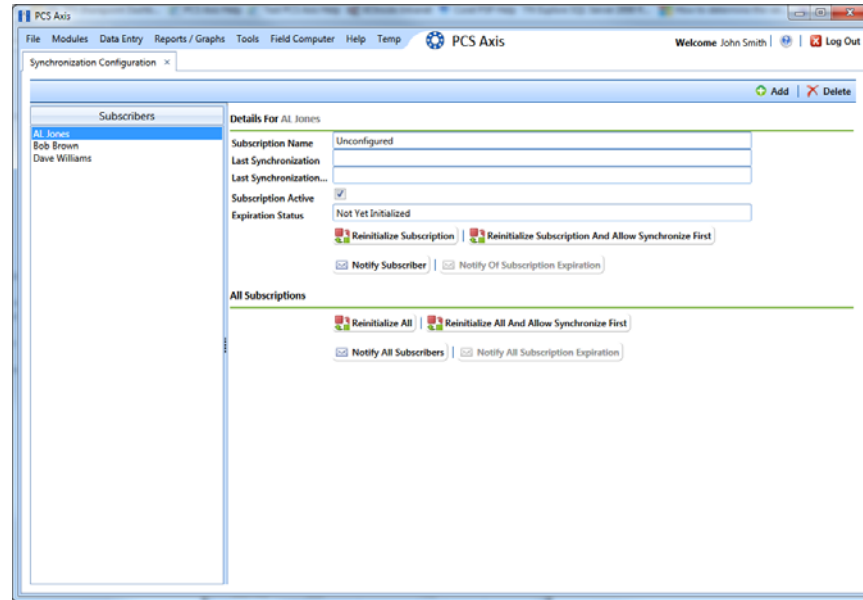 PCS Axis
File Modules Data Entry Reports / Graphs Tools Field Computer Help Temp PCS Axis Welcome John Smith | | Log Out
Synchronization Configuration ×
Add | Delete
Subscribers
AL Jones
Bob Brown
Dave Williams
Details For AL Jones
Subscription Name Unconfigured
Last Synchronization
Last Synchronization...
Subscription Active
Expiration Status Not Yet Initialized
Reinitialize Subscription | Reinitialize Subscription And Allow Synchronize First
Notify Subscriber | Notify Of Subscription Expiration
All Subscriptions
Reinitialize All | Reinitialize All And Allow Synchronize First
Notify All Subscribers | Notify All Subscription Expiration